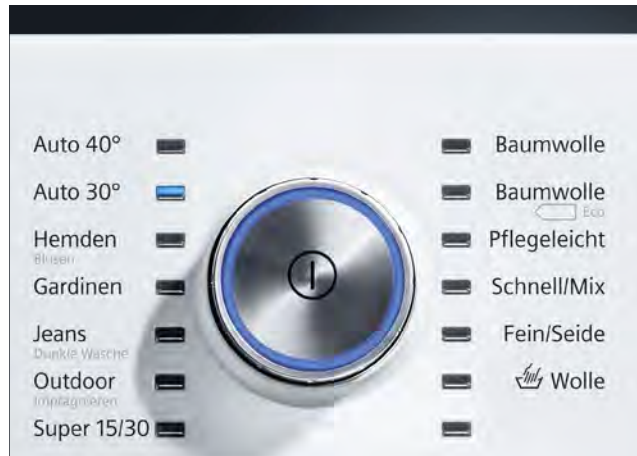 Auto 40°
Auto 30°
Hemden
Blusen
Gardinen
Jeans
Dunkle Wäsche
Outdoor
Imprägnieren
Super 15/30
Baumwolle
Baumwolle
Eco
Pflegeleicht
Schnell/Mix
Fein/Seide
Wolle